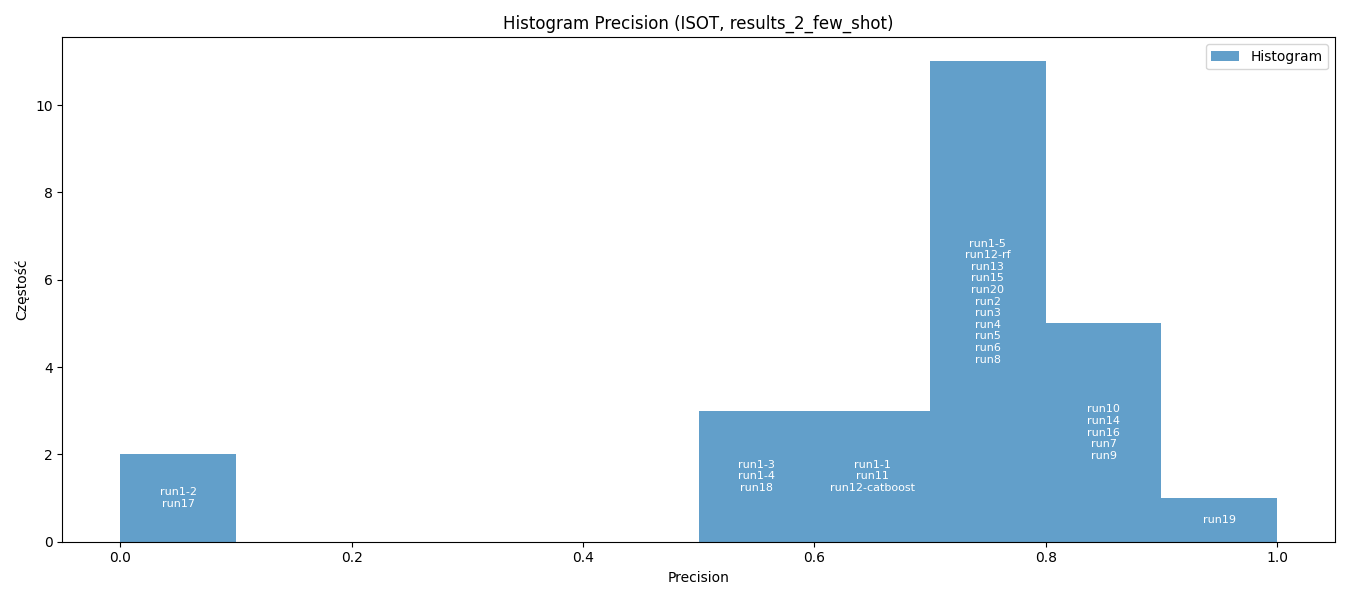 Histogram Precision (ISOT, results_2_few_shot)
Histogram
Częstość
10
8
6
4
2
0
run1-2
run17
run1-3
run1-4
run18
run1-1
run11
run12-catboost
run1-5
run12-rf
run13
run15
run20
run2
run3
run4
run5
run6
run8
run10
run14
run16
run7
run9
run19
0.0 0.2 0.4 0.6 0.8 1.0
Precision